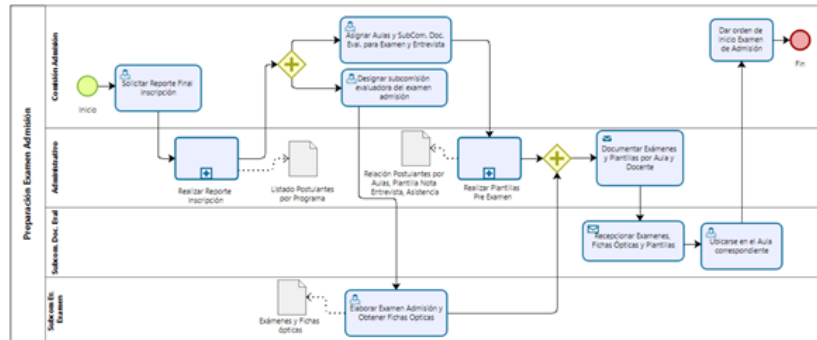 Preparación Examen Admisión
Comisión Admisión
Inicio
Solicitar Reporte Final
Inscripción
Asignar Aulas y SubCom. Doc.
Eval. para Examen y Entrevista
Designar subcomisión
evaluadora del examen
admisión
Dar orden de
Inicio Examen
de Admisión
Fin
Administrativo
Realizar Reporte
Inscripción
Listado Postulantes
por Programa
Relación Postulantes por
Aulas, Plantilla Nota
Entrevista, Asistencia
Realizar Plantillas
Pre Examen
Documentar Exámenes
y Plantillas por Aula y
Docente
Subcom. Doc. Eval
Recepcionar Examenes,
Fichas Ópticas y Plantillas
Ubicarse en el Aula
correspondiente
Subcom Ex.
Examen
Exámenes y Fichas
ópticas
Elaborar Examen Admisión y
Obtener Fichas Opticas